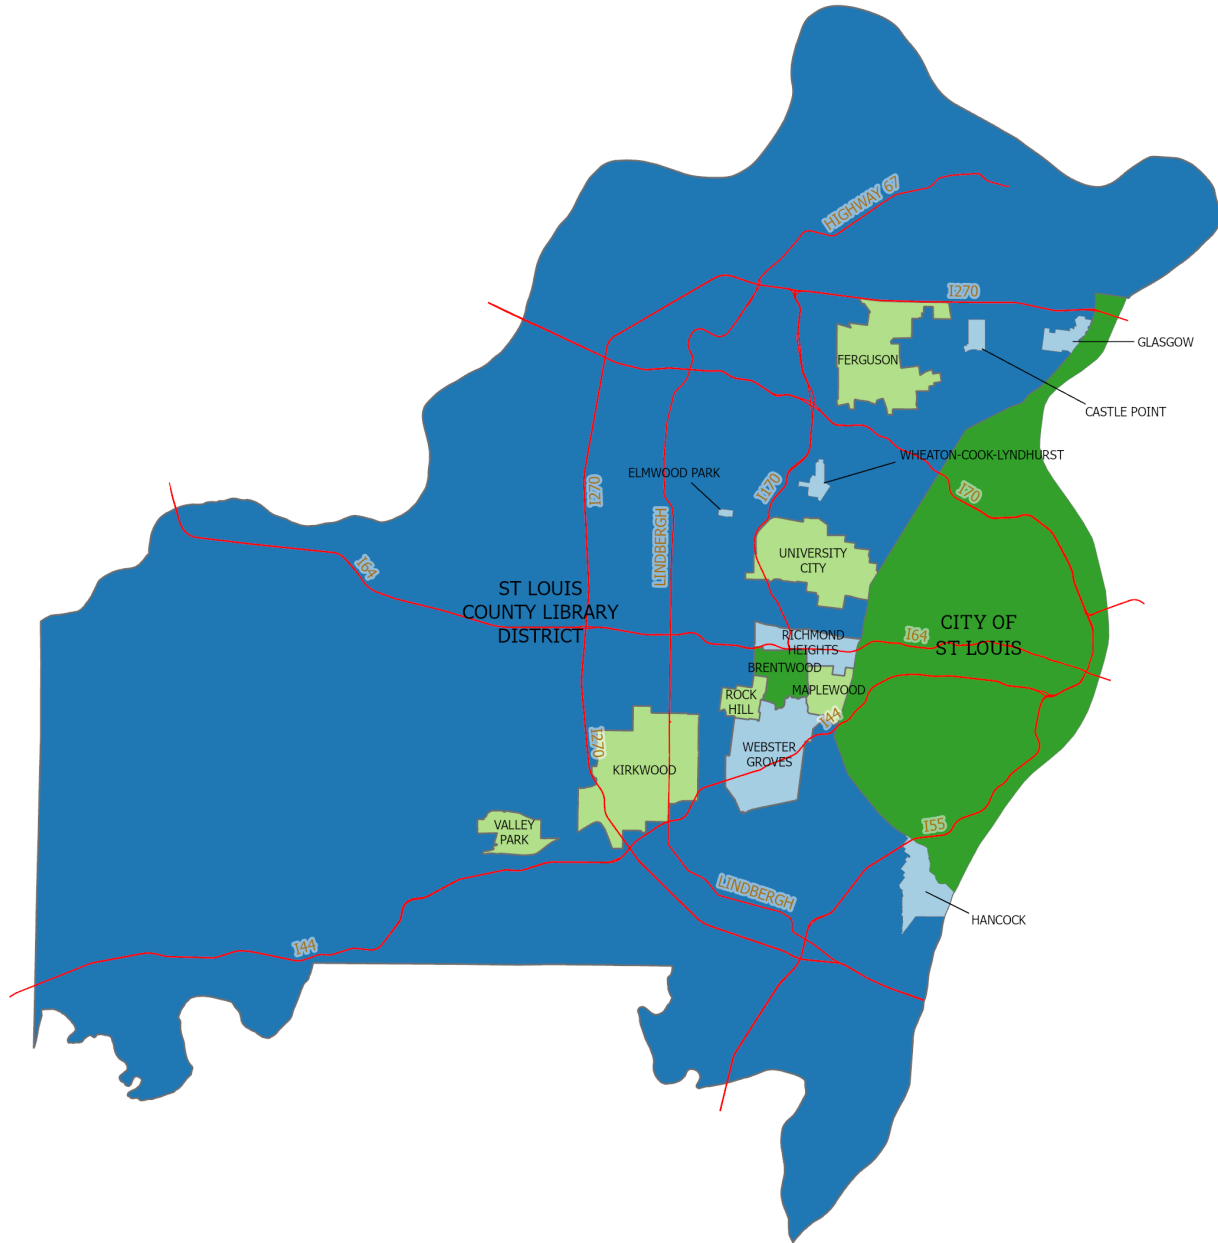 HIGHWAY 67
I270
GLASGOW
FERGUSON
CASTLE POINT
WHEATON-COOK-LYNDHURST
ELMWOOD PARK
I270
I170
I70
LINDBERGH
UNIVERSITY
CITY
I64
ST LOUIS
COUNTY LIBRARY
DISTRICT
CITY OF
ST LOUIS
I64
RICHMOND
HEIGHTS
BRENTWOOD
MAPLEWOOD
ROCK
HILL
I44
I270
WEBSTER
GROVES
KIRKWOOD
VALLEY
PARK
I55
LINDBERGH
HANCOCK
I44